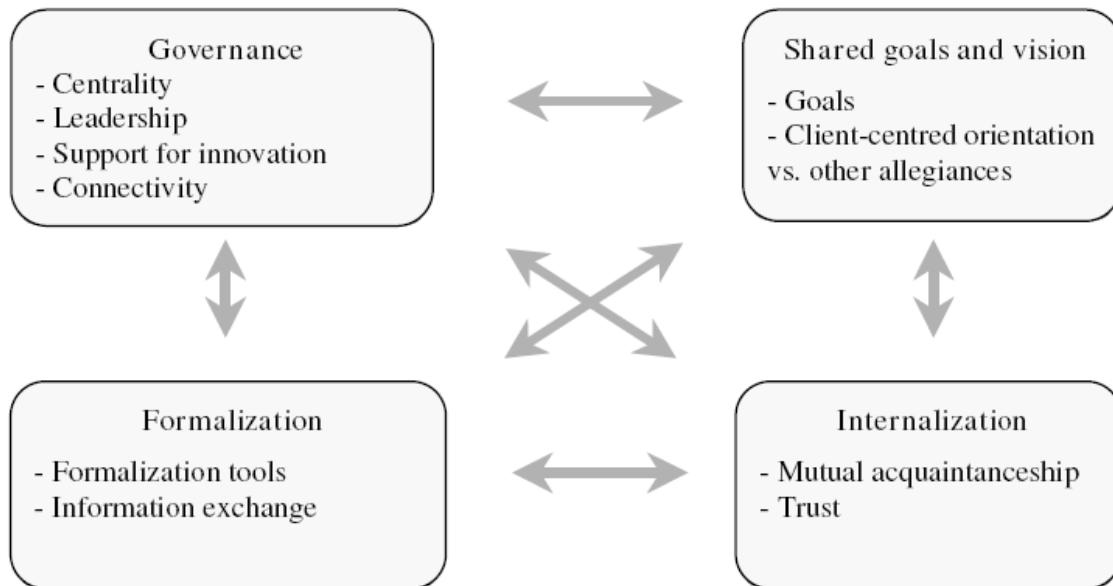 Governance
- Centrality
- Leadership
- Support for innovation
- Connectivity
Shared goals and vision
- Goals
- Client-centred orientation
vs. other allegiances
Formalization
- Formalization tools
- Information exchange
Internalization
- Mutual acquaintanceship
- Trust